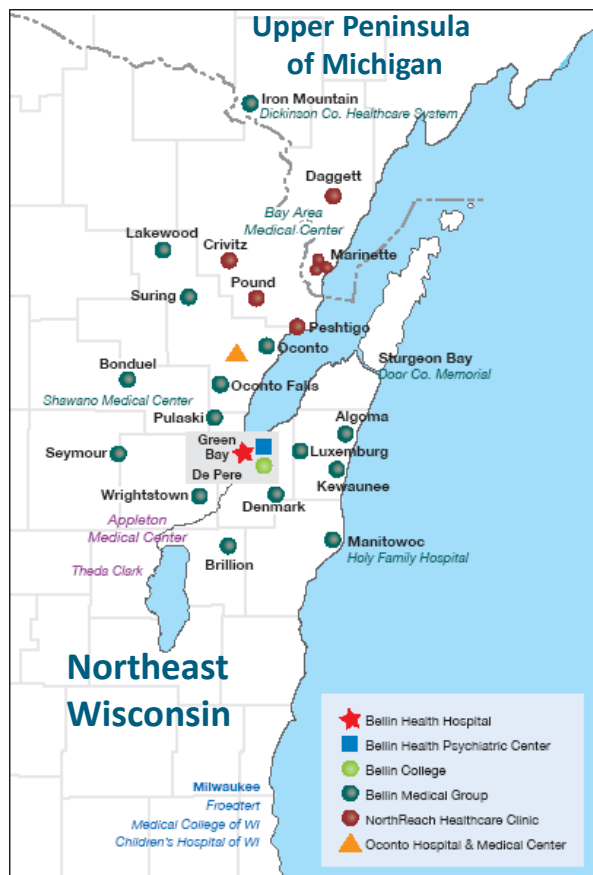 Upper Peninsula
of Michigan
Iron Mountain
Dickinson Co. Healthcare System
Daggett
Bay Area
Medical Center
Lakewood
Crivitz
Marinette
Suring
Pound
Peshtigo
Oconto
Sturgeon Bay
Door Co. Memorial
Bonduel
Oconto Falls
Shawano Medical Center
Pulaski
Algoma
Green
Bay
Seymour
Luxemburg
De Pere
Kewaunee
Wrightstown
Denmark
Appleton
Medical Center
Manitowoc
Holy Family Hospital
Brillion
Theda Clark
Northeast
Wisconsin
Bellin Health Hospital
Bellin Health Psychiatric Center
Bellin College
Bellin Medical Group
NorthReach Healthcare Clinic
Oconto Hospital & Medical Center
Milwaukee
Froedtert
Medical College of WI
Children's Hospital of WI